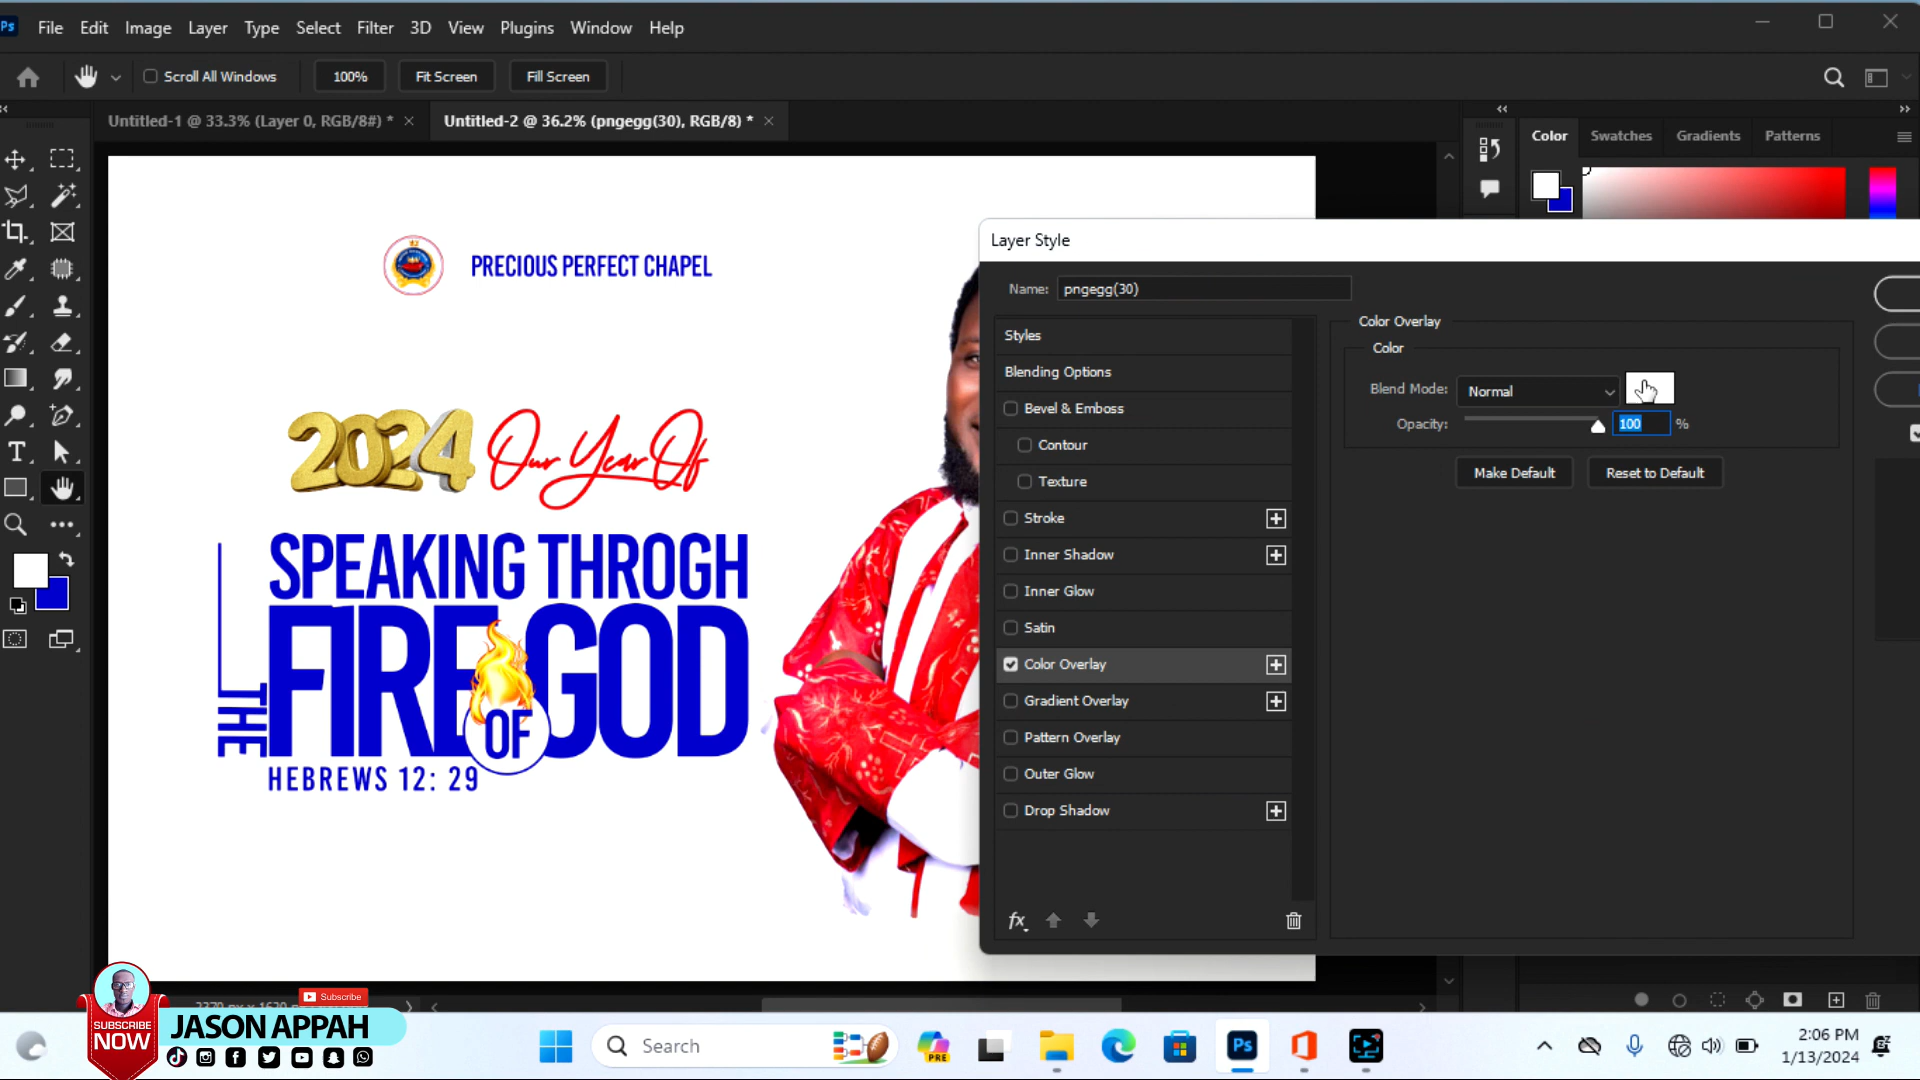 Ps File Edit Image Layer Type Select Filter 3D View Plugins Window Help
Scroll All Windows 100% Fit Screen Fill Screen
Untitled-1 @ 33.3% (Layer 0, RGB/8#) * × Untitled-2 @ 36.2% (pngegg(30), RGB/8) * ×
Color Swatches Gradients Patterns
PRECIOUS PERFECT CHAPEL
2024 Our Year Of
SPEAKING THROGH
THE FIRE OF GOD
HEBREWS 12: 29
Layer Style
Name: pngegg(30)
Styles
Blending Options
Bevel & Emboss
Contour
Texture
Stroke
Inner Shadow
Inner Glow
Satin
Color Overlay
Gradient Overlay
Pattern Overlay
Outer Glow
Drop Shadow
fx
Color Overlay
Color
Blend Mode: Normal
Opacity: 100 %
Make Default Reset to Default
Subscribe
SUBSCRIBE
NOW
JASON APPAH
Search
PRE
Ps
2:06 PM
1/13/2024